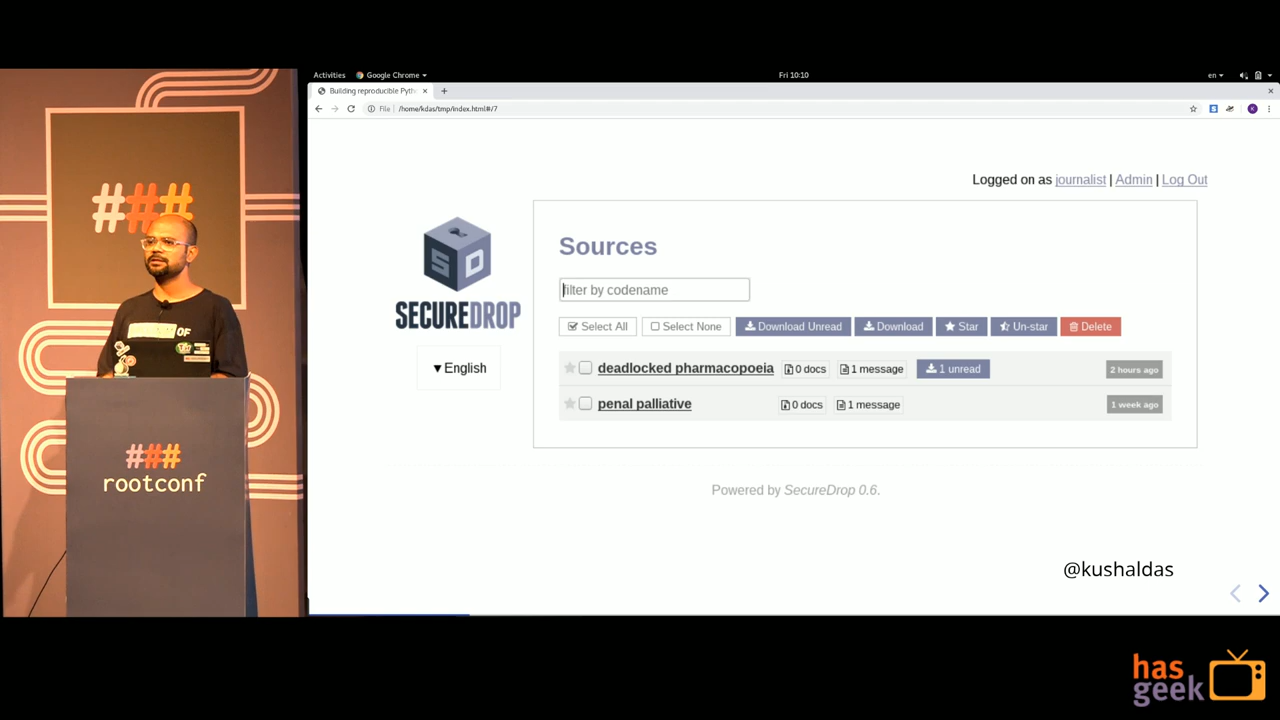 ###
OF
###
rootconf
Activities Google Chrome ▾ Fri 10:10 en ▾
Building reproducible Pyth × +
File | /home/kdas/tmp/index.html#/7
Logged on as journalist | Admin | Log Out
SD
SECUREDROP
▼English
Sources
filter by codename
Select All Select None Download Unread Download Star Un-star Delete
deadlocked pharmacopoeia 0 docs 1 message 1 unread 2 hours ago
penal palliative 0 docs 1 message 1 week ago
Powered by SecureDrop 0.6.
@kushaldas
has
geek